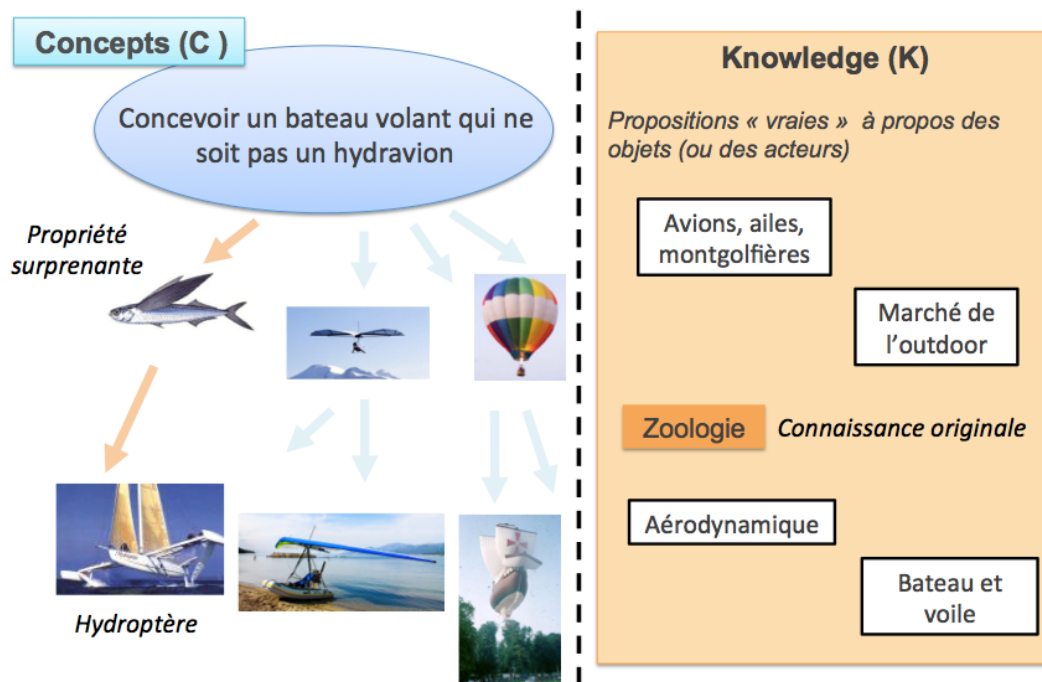 Concepts (C )
Concevoir un bateau volant qui ne
soit pas un hydravion
Propriété
surprenante
Hydroptère
Knowledge (K)
Propositions « vraies » à propos des
objets (ou des acteurs)
Avions, ailes,
montgolfières
Marché de
l’outdoor
Zoologie
Connaissance originale
Aérodynamique
Bateau et
voile